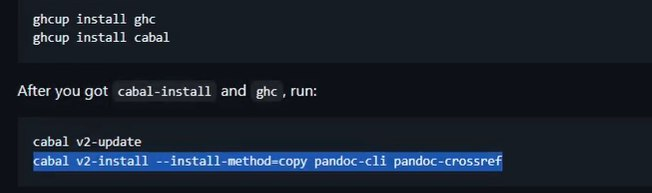 ghcup install ghc
ghcup install cabal
After you got cabal-install and ghc, run:
cabal v2-update
cabal v2-install --install-method=copy pandoc-cli pandoc-crossref